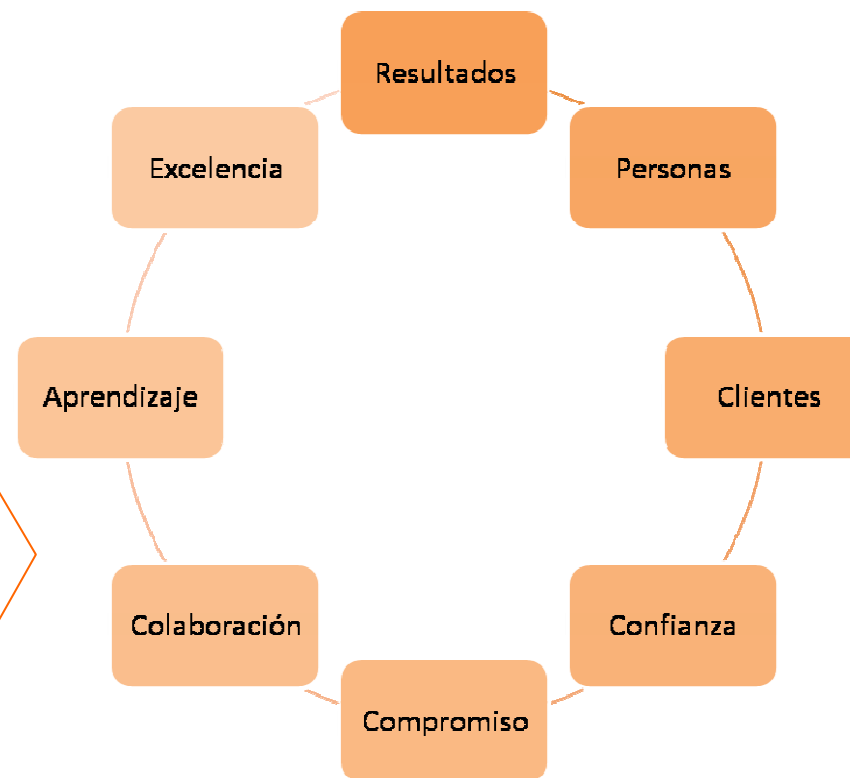 Resultados
Personas
Clientes
Confianza
Compromiso
Colaboración
Aprendizaje
Excelencia